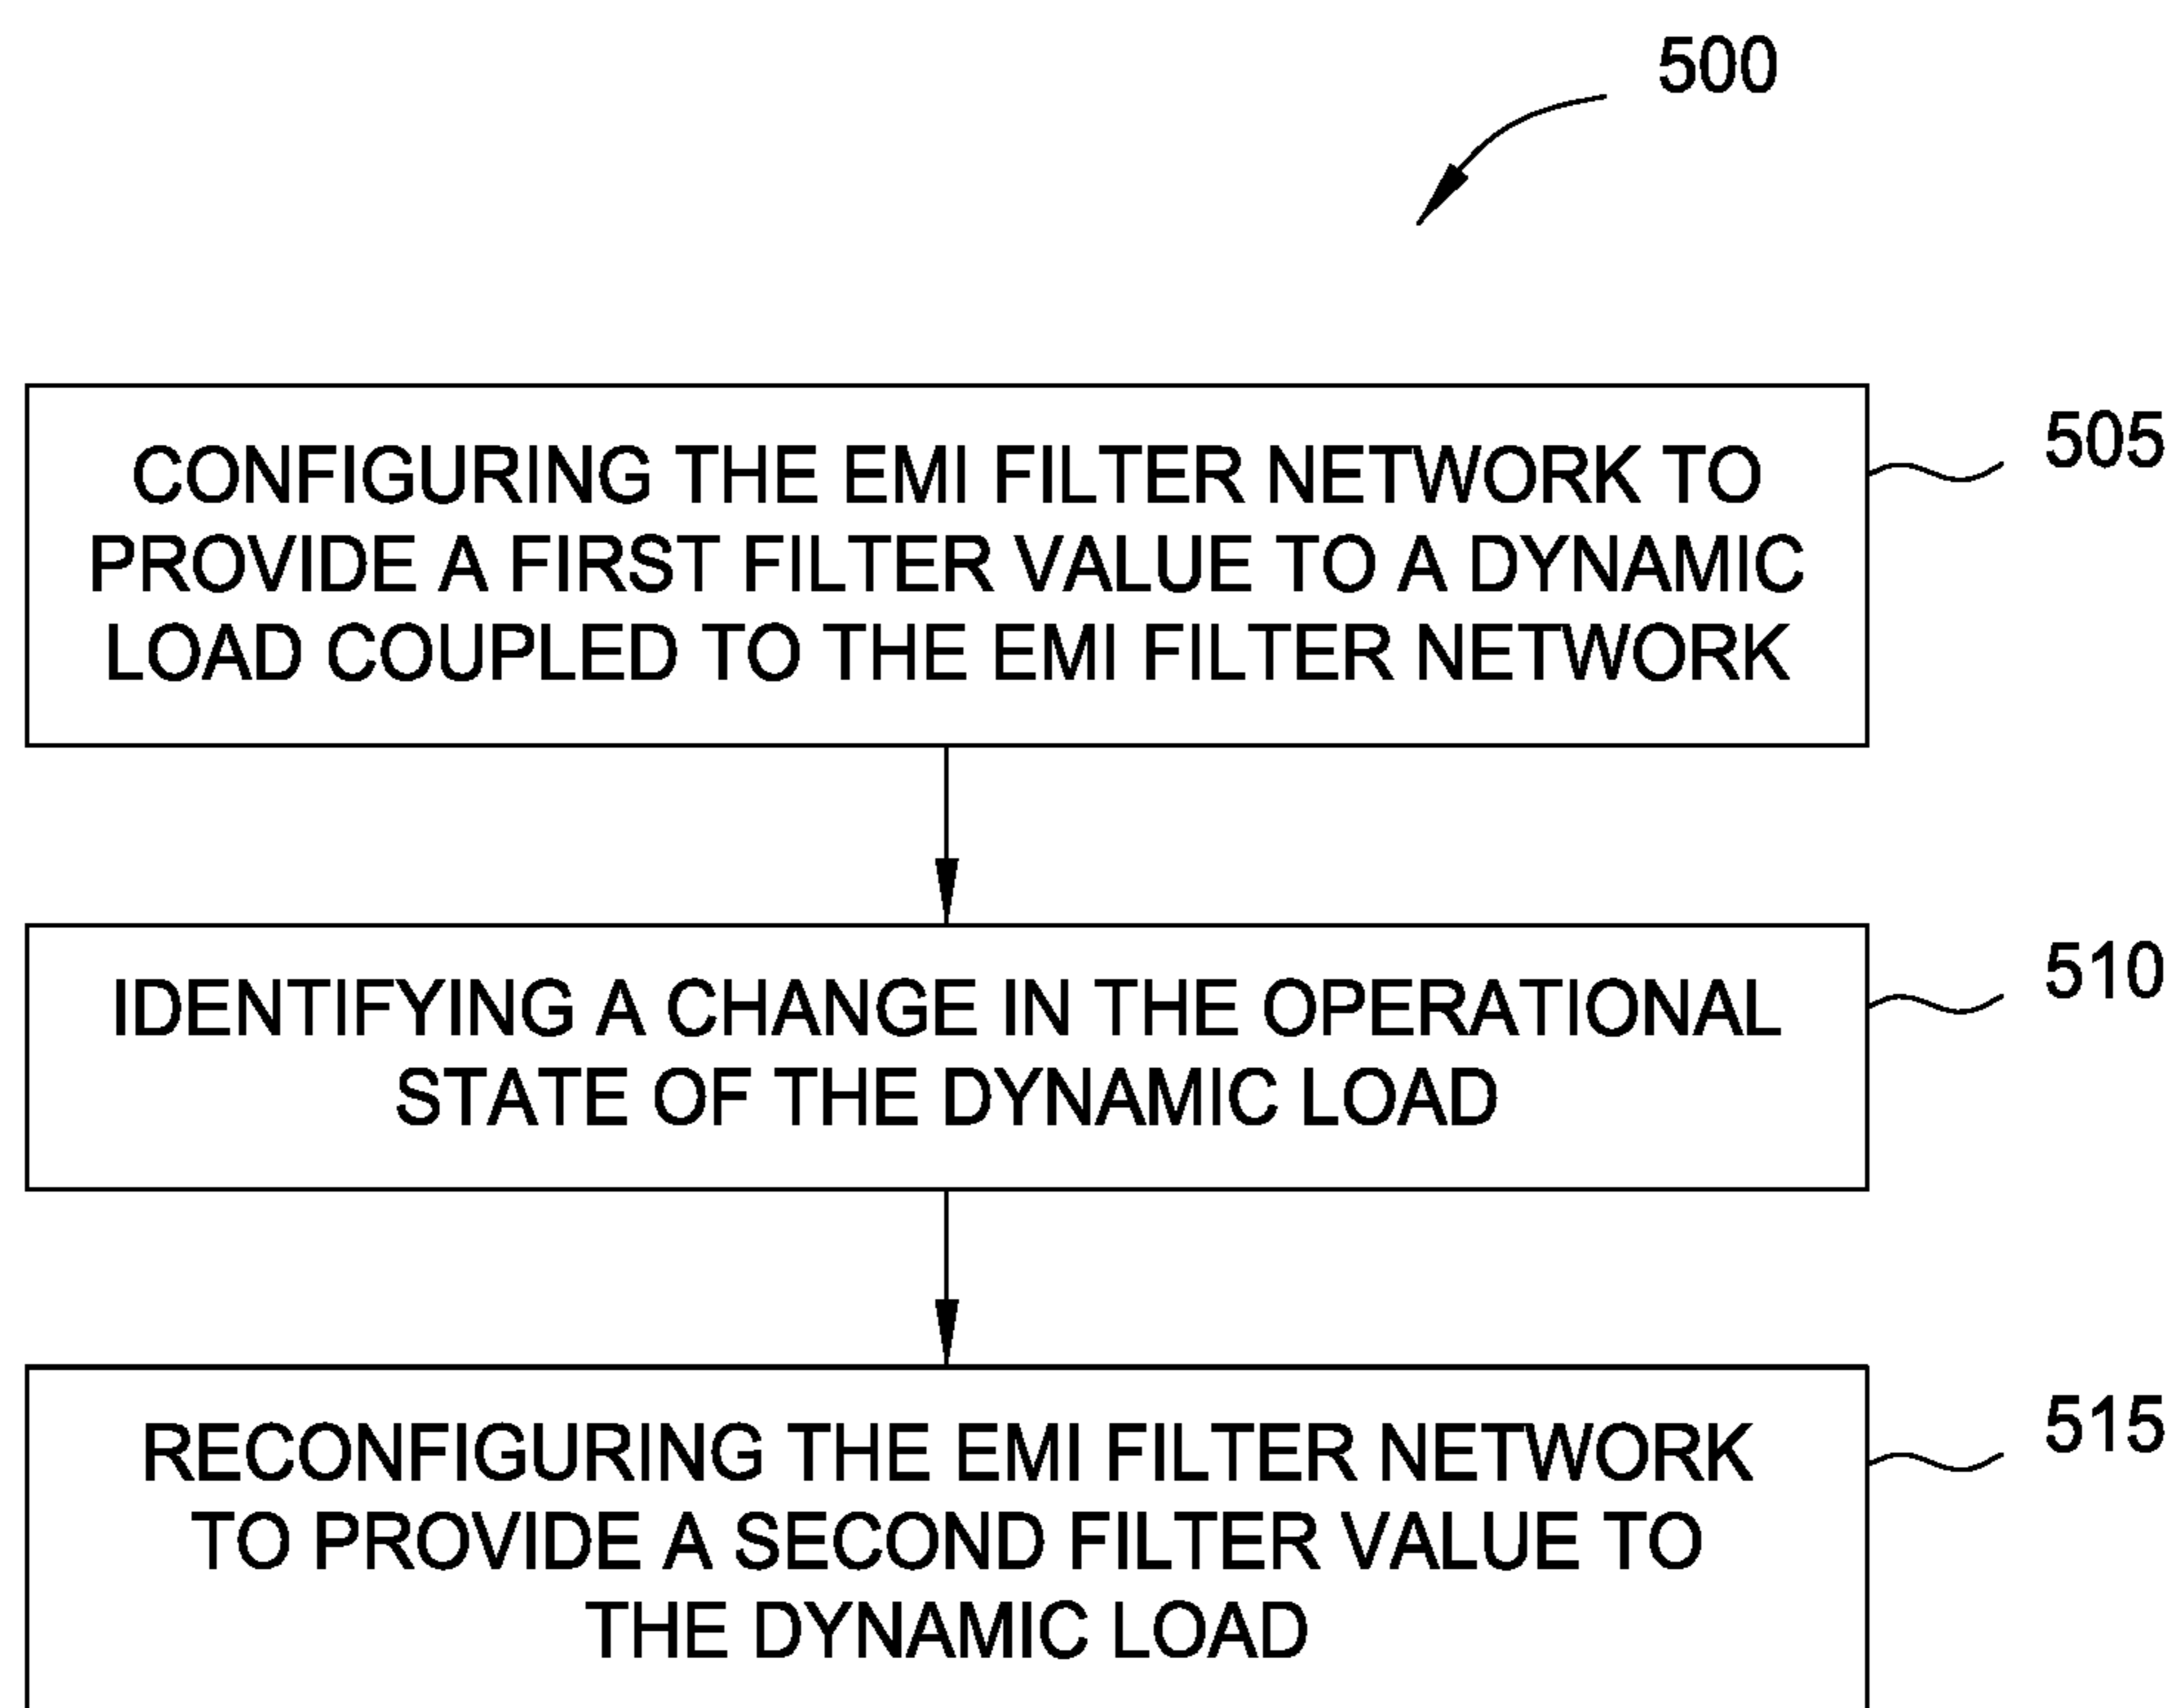 500
CONFIGURING THE EMI FILTER NETWORK TO
PROVIDE A FIRST FILTER VALUE TO A DYNAMIC
LOAD COUPLED TO THE EMI FILTER NETWORK
505
IDENTIFYING A CHANGE IN THE OPERATIONAL
STATE OF THE DYNAMIC LOAD
510
RECONFIGURING THE EMI FILTER NETWORK
TO PROVIDE A SECOND FILTER VALUE TO
THE DYNAMIC LOAD
515